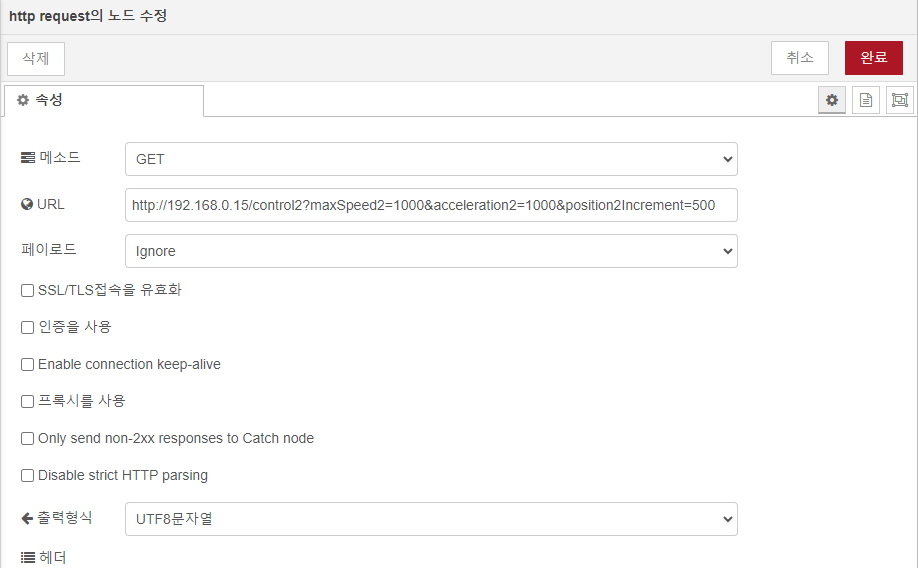 http request의 노드 수정
삭제
취소
완료
속성
메소드
GET
URL
http://192.168.0.15/control2?maxSpeed2=1000&acceleration2=1000&position2Increment=500
페이로드
Ignore
SSL/TLS접속을 유효화
인증을 사용
Enable connection keep-alive
프록시를 사용
Only send non-2xx responses to Catch node
Disable strict HTTP parsing
출력형식
UTF8문자열
헤더